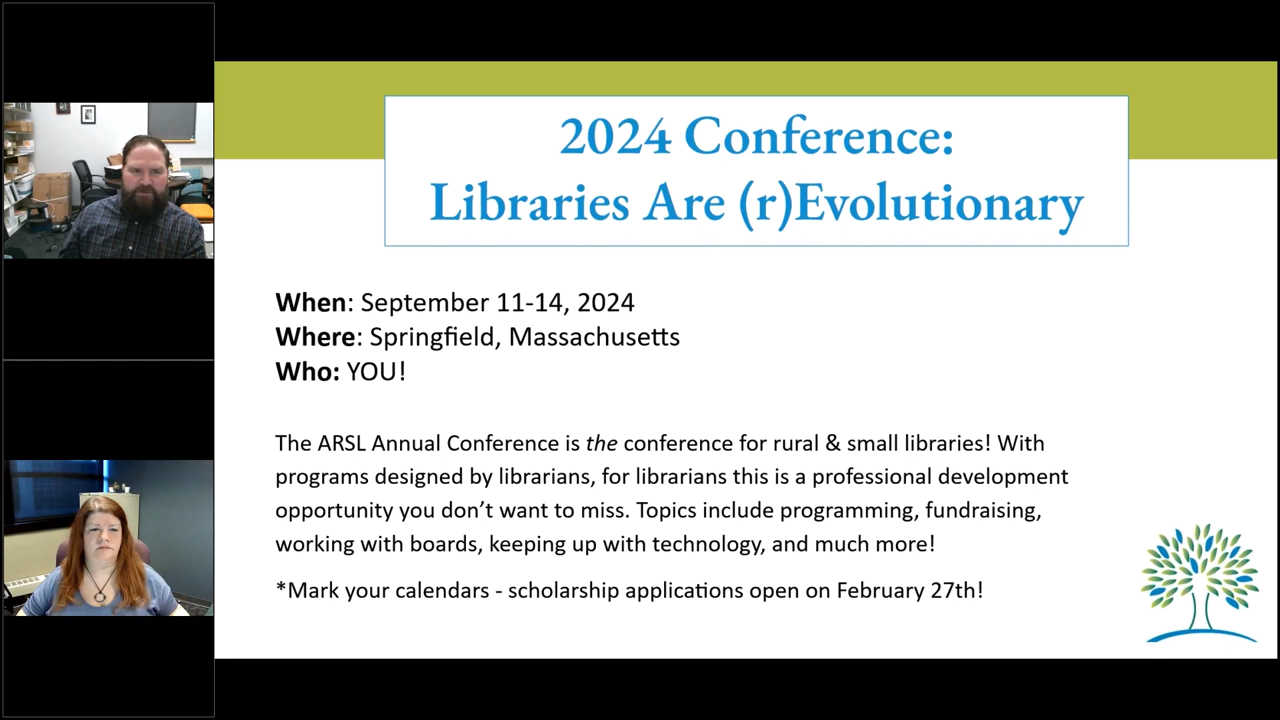 2024 Conference:
Libraries Are (r)Evolutionary
When: September 11-14, 2024
Where: Springfield, Massachusetts
Who: YOU!
The ARSL Annual Conference is the conference for rural & small libraries! With
programs designed by librarians, for librarians this is a professional development
opportunity you don’t want to miss. Topics include programming, fundraising,
working with boards, keeping up with technology, and much more!
*Mark your calendars - scholarship applications open on February 27th!